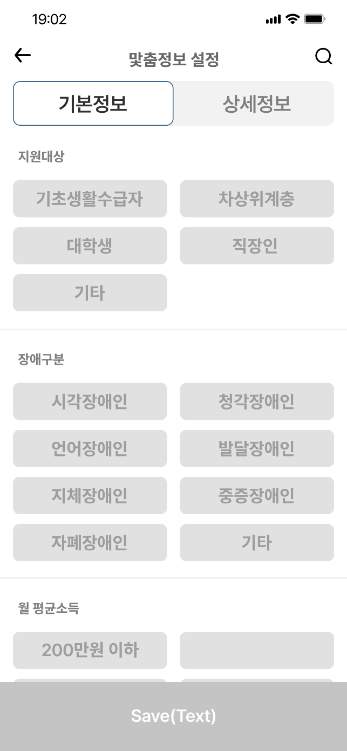 19:02
맞춤정보 설정
기본정보 상세정보
지원대상
기초생활수급자 차상위계층
대학생 직장인
기타
장애구분
시각장애인 청각장애인
언어장애인 발달장애인
지체장애인 중증장애인
자폐장애인 기타
월 평균소득
200만원 이하
Save(Text)